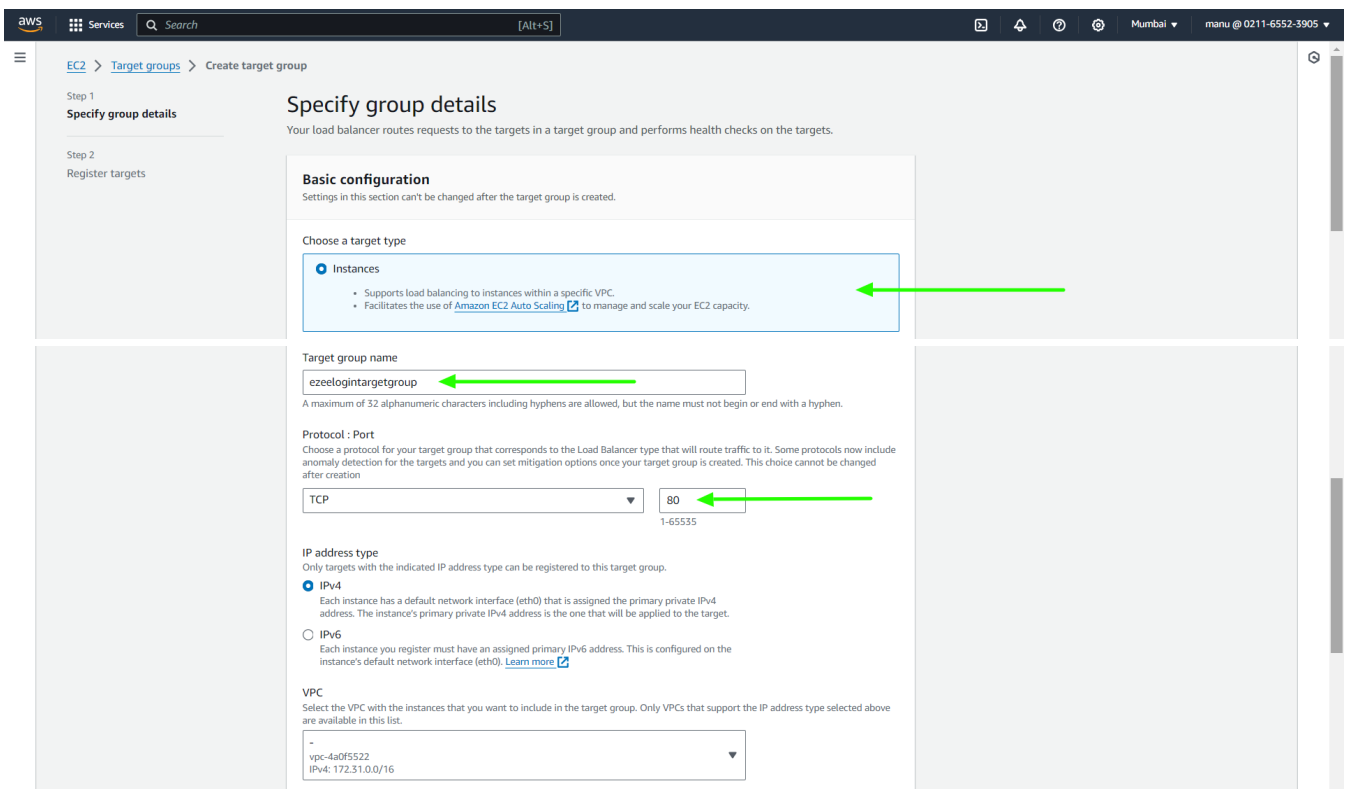 aws
Services
Search
[Alt+S]
Mumbai
manu @ 0211-6552-3905
EC2 > Target groups > Create target group
Step 1
Specify group details
Step 2
Register targets
Specify group details
Your load balancer routes requests to the targets in a target group and performs health checks on the targets.
Basic configuration
Settings in this section can't be changed after the target group is created.
Choose a target type
Instances
• Supports load balancing to instances within a specific VPC.
• Facilitates the use of Amazon EC2 Auto Scaling to manage and scale your EC2 capacity.
Target group name
ezeelogintargetgroup
A maximum of 32 alphanumeric characters including hyphens are allowed, but the name must not begin or end with a hyphen.
Protocol : Port
Choose a protocol for your target group that corresponds to the Load Balancer type that will route traffic to it. Some protocols now include
anomaly detection for the targets and you can set mitigation options once your target group is created. This choice cannot be changed
after creation
TCP
80
1-65535
IP address type
Only targets with the indicated IP address type can be registered to this target group.
IPv4
Each instance has a default network interface (eth0) that is assigned the primary private IPv4
address. The instance's primary private IPv4 address is the one that will be applied to the target.
IPv6
Each instance you register must have an assigned primary IPv6 address. This is configured on the
instance's default network interface (eth0). Learn more
VPC
Select the VPC with the instances that you want to include in the target group. Only VPCs that support the IP address type selected above
are available in this list.
-
vpc-4a0f5522
IPv4: 172.31.0.0/16